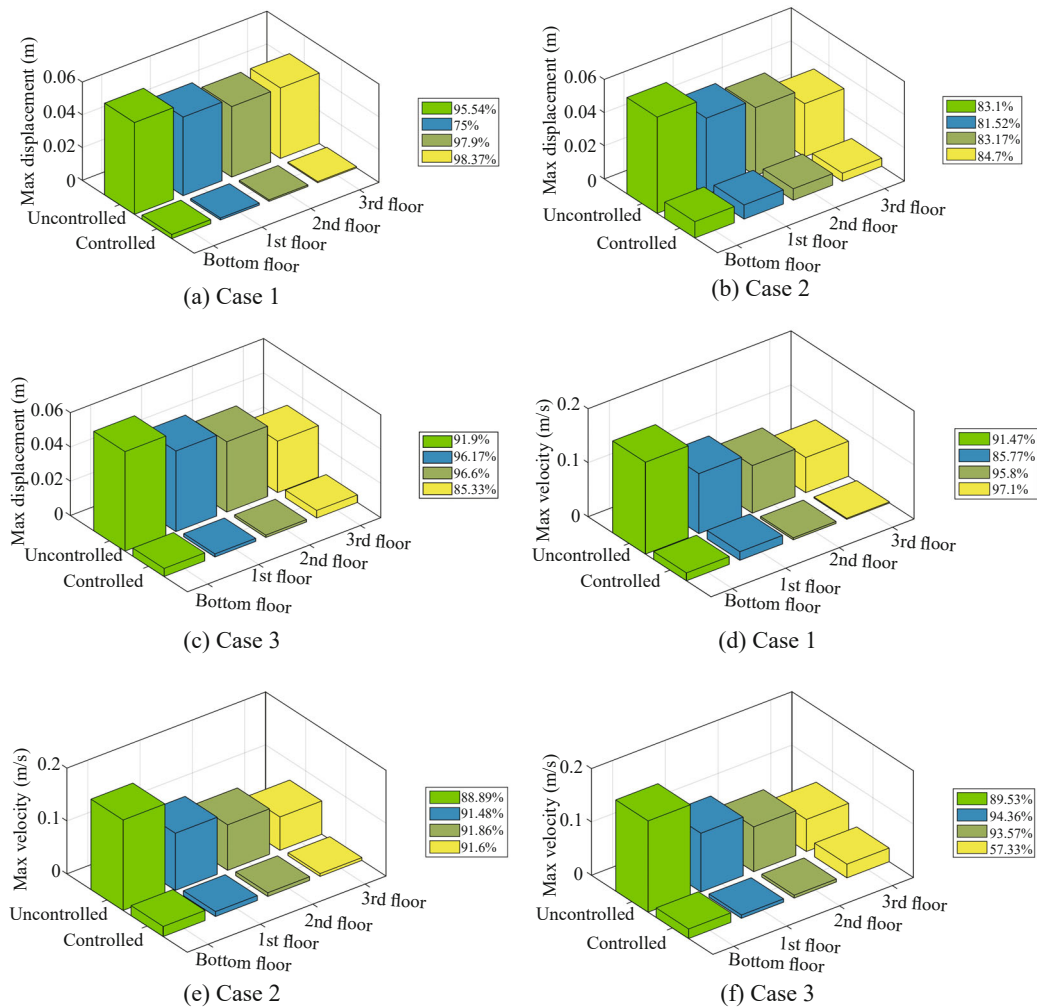 Max displacement (m)
0.06
0.04
0.02
0
Uncontrolled
Controlled
Bottom floor
1st floor
2nd floor
3rd floor
95.54%
75%
97.9%
98.37%
(a) Case 1
Max displacement (m)
0.06
0.04
0.02
0
Uncontrolled
Controlled
Bottom floor
1st floor
2nd floor
3rd floor
83.1%
81.52%
83.17%
84.7%
(b) Case 2
Max displacement (m)
0.06
0.04
0.02
0
Uncontrolled
Controlled
Bottom floor
1st floor
2nd floor
3rd floor
91.9%
96.17%
96.6%
85.33%
(c) Case 3
Max velocity (m/s)
0.2
0.1
0
Uncontrolled
Controlled
Bottom floor
1st floor
2nd floor
3rd floor
91.47%
85.77%
95.8%
97.1%
(d) Case 1
Max velocity (m/s)
0.2
0.1
0
Uncontrolled
Controlled
Bottom floor
1st floor
2nd floor
3rd floor
88.89%
91.48%
91.86%
91.6%
(e) Case 2
Max velocity (m/s)
0.2
0.1
0
Uncontrolled
Controlled
Bottom floor
1st floor
2nd floor
3rd floor
89.53%
94.36%
93.57%
57.33%
(f) Case 3